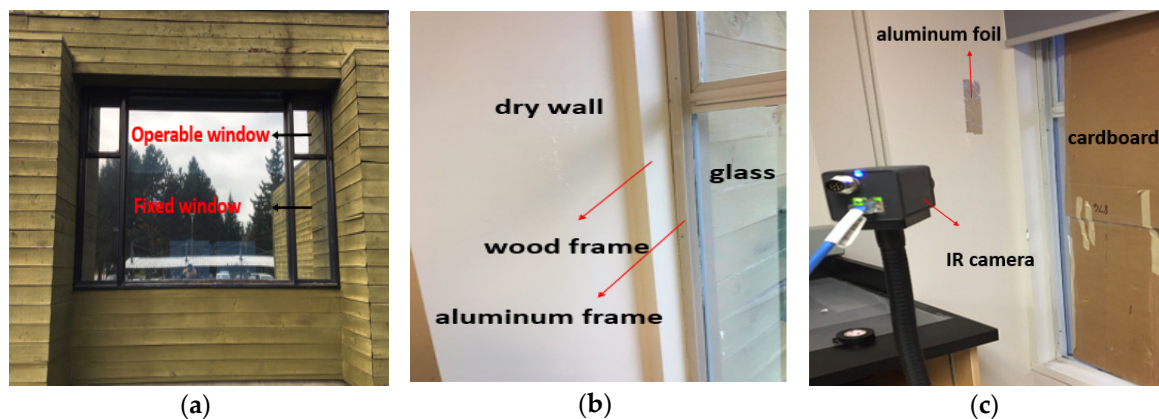 Operable window
Fixed window
(a)
dry wall
glass
wood frame
aluminum frame
(b)
aluminum foil
cardboard
IR camera
(c)